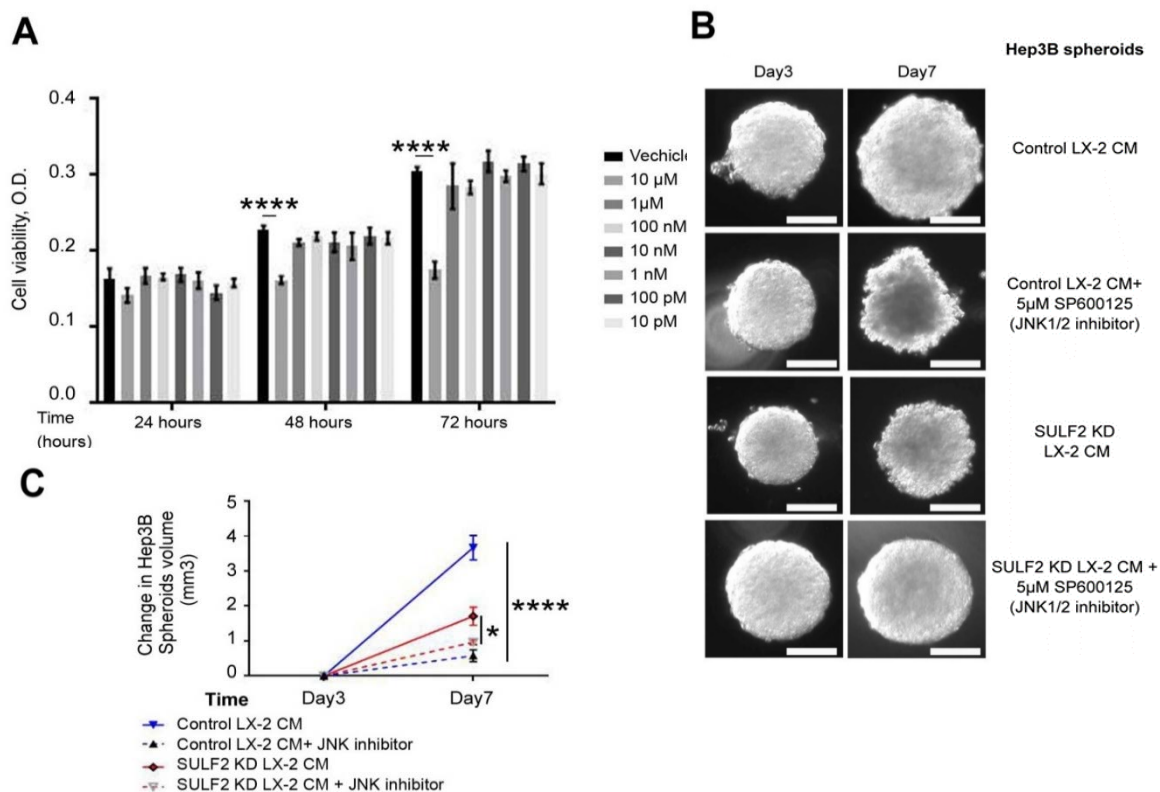 A
0.4
0.3
0.2
0.1
0.0
Cell viability, O.D.
****
****
Time
(hours)
24 hours
48 hours
72 hours
Vechicle
10 µM
1µM
100 nM
10 nM
1 nM
100 pM
10 pM
B
Hep3B spheroids
Day3
Day7
Control LX-2 CM
Control LX-2 CM+
5µM SP600125
(JNK1/2 inhibitor)
SULF2 KD
LX-2 CM
SULF2 KD LX-2 CM +
5µM SP600125
(JNK1/2 inhibitor)
C
Change in Hep3B
Spheroids volume
(mm3)
5
4
3
2
1
0
*
****
Time
Day3
Day7
Control LX-2 CM
Control LX-2 CM+ JNK inhibitor
SULF2 KD LX-2 CM
SULF2 KD LX-2 CM + JNK inhibitor